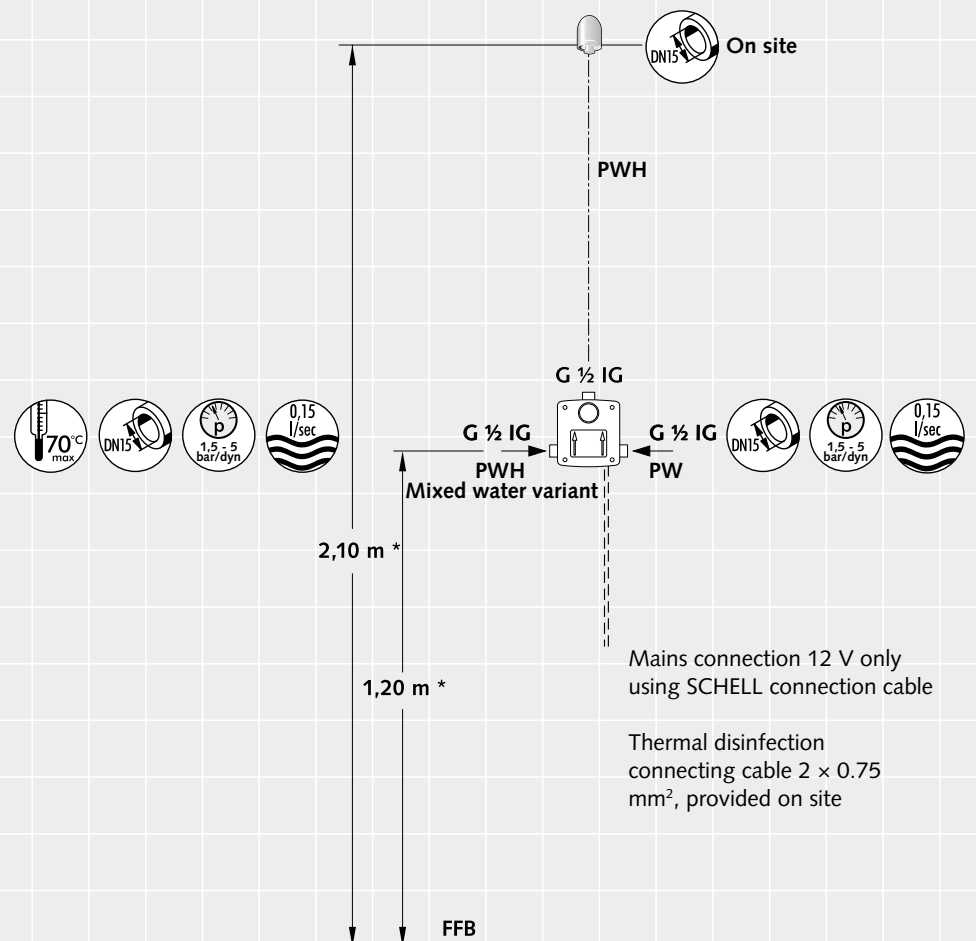 DN15
On site
PWH
G ½ IG
70°C
max
DN15
p
1,5 - 5
bar/dyn
0,15
l/sec
G ½ IG
PWH
Mixed water variant
G ½ IG
PW
DN15
p
1,5 - 5
bar/dyn
0,15
l/sec
2,10 m *
1,20 m *
Mains connection 12 V only
using SCHELL connection cable
Thermal disinfection
connecting cable 2 × 0.75
mm², provided on site
FFB